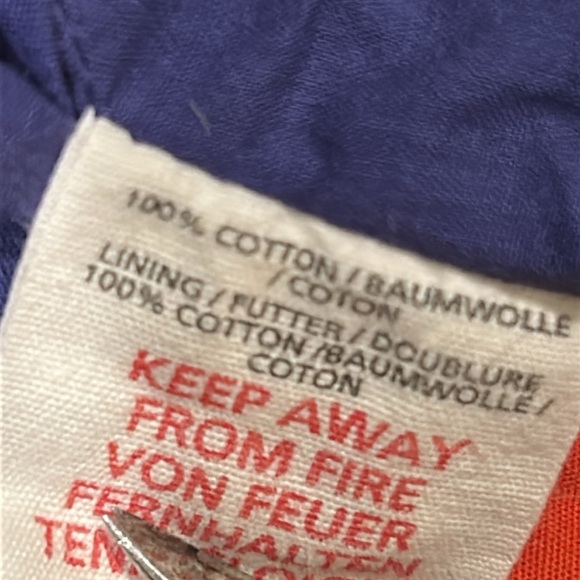 100% COTTON / BAUMWOLLE
/ COTON
LINING / FUTTER / DOUBLURE
100% COTTON /BAUMWOLLE /
COTON
KEEP AWAY
FROM FIRE
VON FEUER
FERNHALTEN